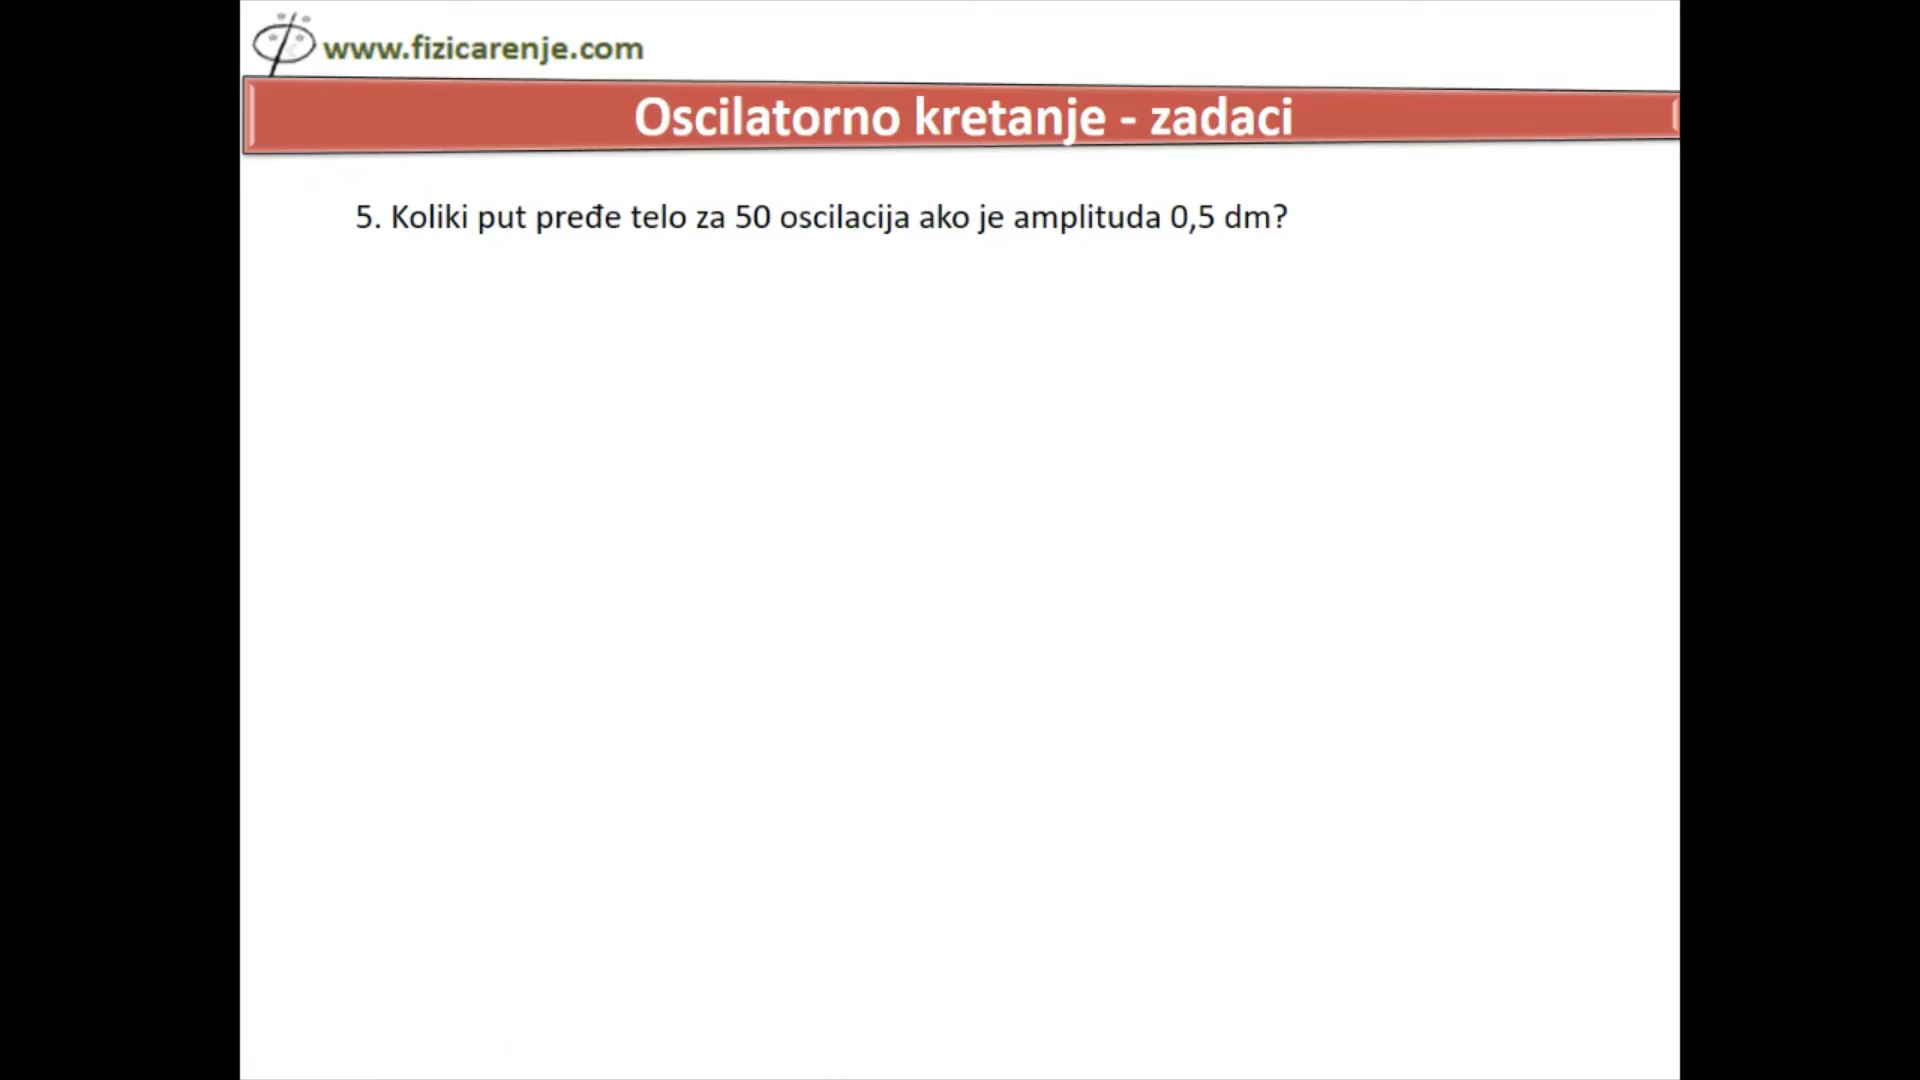 www.fizicarenje.com
Oscilatorno kretanje - zadaci
5. Koliki put pređe telo za 50 oscilacija ako je amplituda 0,5 dm?